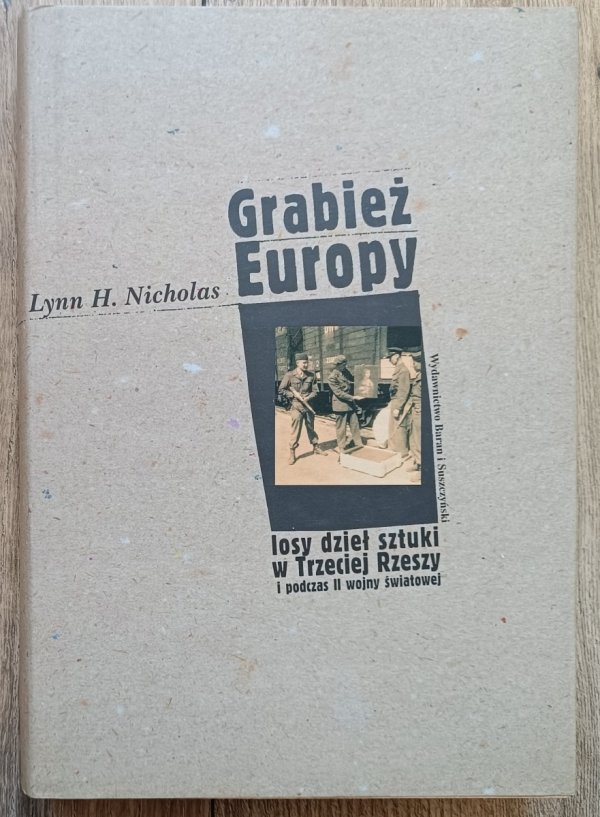 Grabież
Europy
Lynn H. Nicholas
Wydawnictwo Baran i Suszczyński
losy dzieł sztuki
w Trzeciej Rzeszy
i podczas II wojny światowej